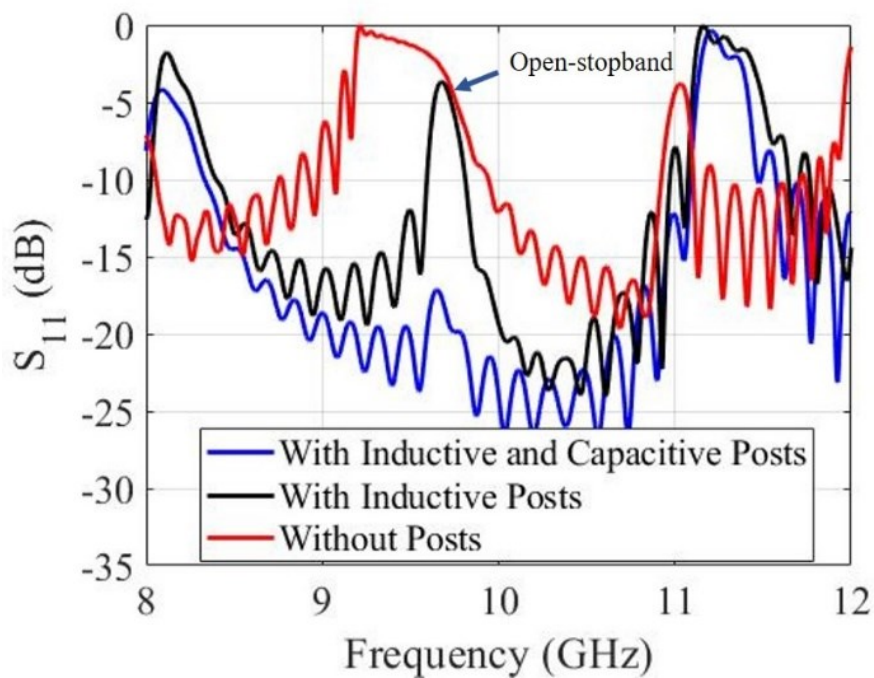 0
-5
-10
-15
-20
-25
-30
-35
S11 (dB)
Open-stopband
With Inductive and Capacitive Posts
With Inductive Posts
Without Posts
8 9 10 11 12
Frequency (GHz)